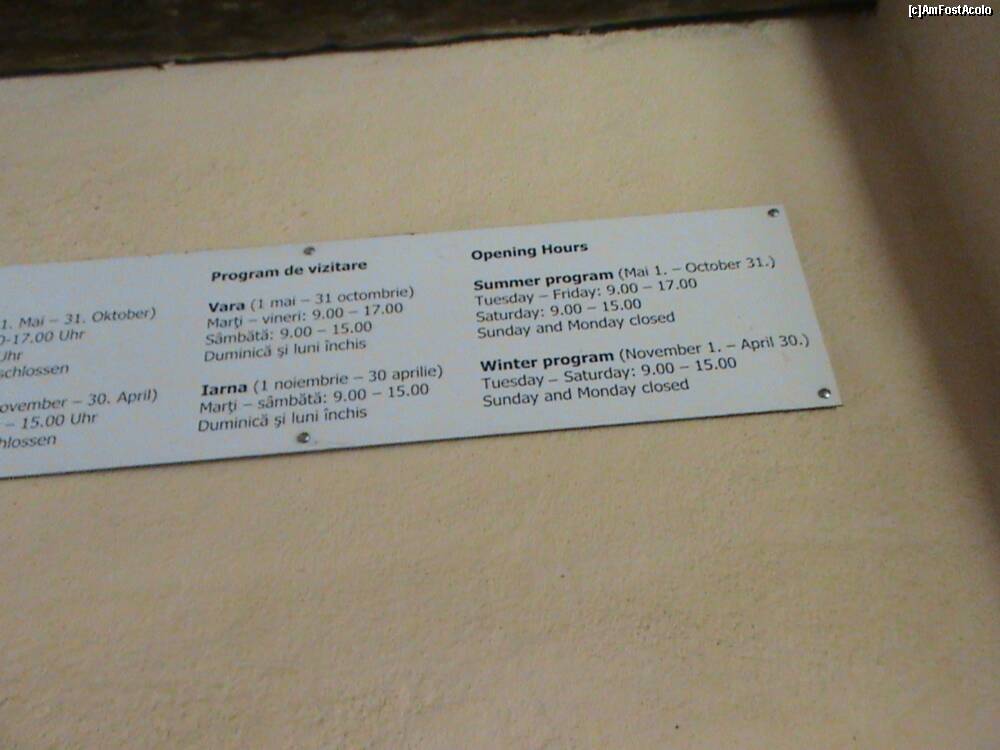 [c]AmFostAcolo
1. Mai – 31. Oktober)
-17.00 Uhr
Uhr
schlossen
ovember – 30. April)
– 15.00 Uhr
hlossen
Program de vizitare
Vara (1 mai – 31 octombrie)
Marţi – vineri: 9.00 – 17.00
Sâmbătă: 9.00 – 15.00
Duminică şi luni închis
Iarna (1 noiembrie – 30 aprilie)
Marţi – sâmbătă: 9.00 – 15.00
Duminică şi luni închis
Opening Hours
Summer program (Mai 1. – October 31.)
Tuesday – Friday: 9.00 – 17.00
Saturday: 9.00 – 15.00
Sunday and Monday closed
Winter program (November 1. – April 30.)
Tuesday – Saturday: 9.00 – 15.00
Sunday and Monday closed